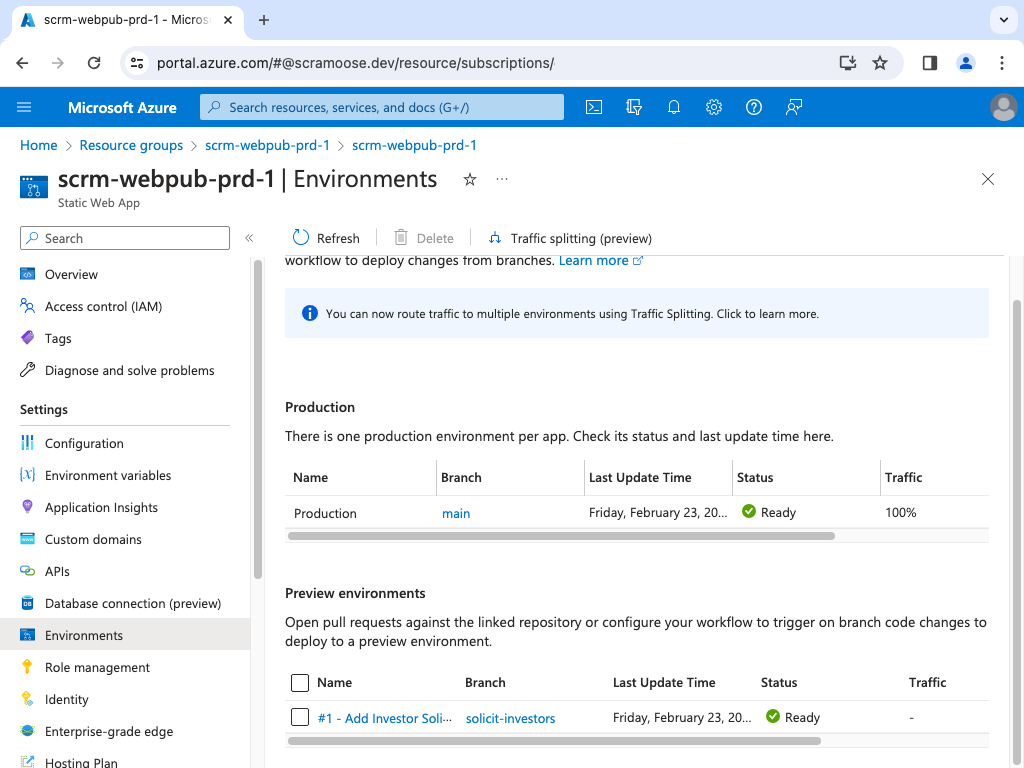 scrm-webpub-prd-1 - Micros
portal.azure.com/#@scramoose.dev/resource/subscriptions/
Microsoft Azure
Search resources, services, and docs (G+/)
Home > Resource groups > scrm-webpub-prd-1 > scrm-webpub-prd-1
scrm-webpub-prd-1 | Environments
Static Web App
Search
Refresh
Delete
Traffic splitting (preview)
Overview
Access control (IAM)
Tags
Diagnose and solve problems
Settings
Configuration
Environment variables
Application Insights
Custom domains
APIs
Database connection (preview)
Environments
Role management
Identity
Enterprise-grade edge
Hosting Plan
workflow to deploy changes from branches. Learn more
You can now route traffic to multiple environments using Traffic Splitting. Click to learn more.
Production
There is one production environment per app. Check its status and last update time here.
Name Branch Last Update Time Status Traffic
Production main Friday, February 23, 20... Ready 100%
Preview environments
Open pull requests against the linked repository or configure your workflow to trigger on branch code changes to
deploy to a preview environment.
Name Branch Last Update Time Status Traffic
#1 - Add Investor Soli... solicit-investors Friday, February 23, 20... Ready -